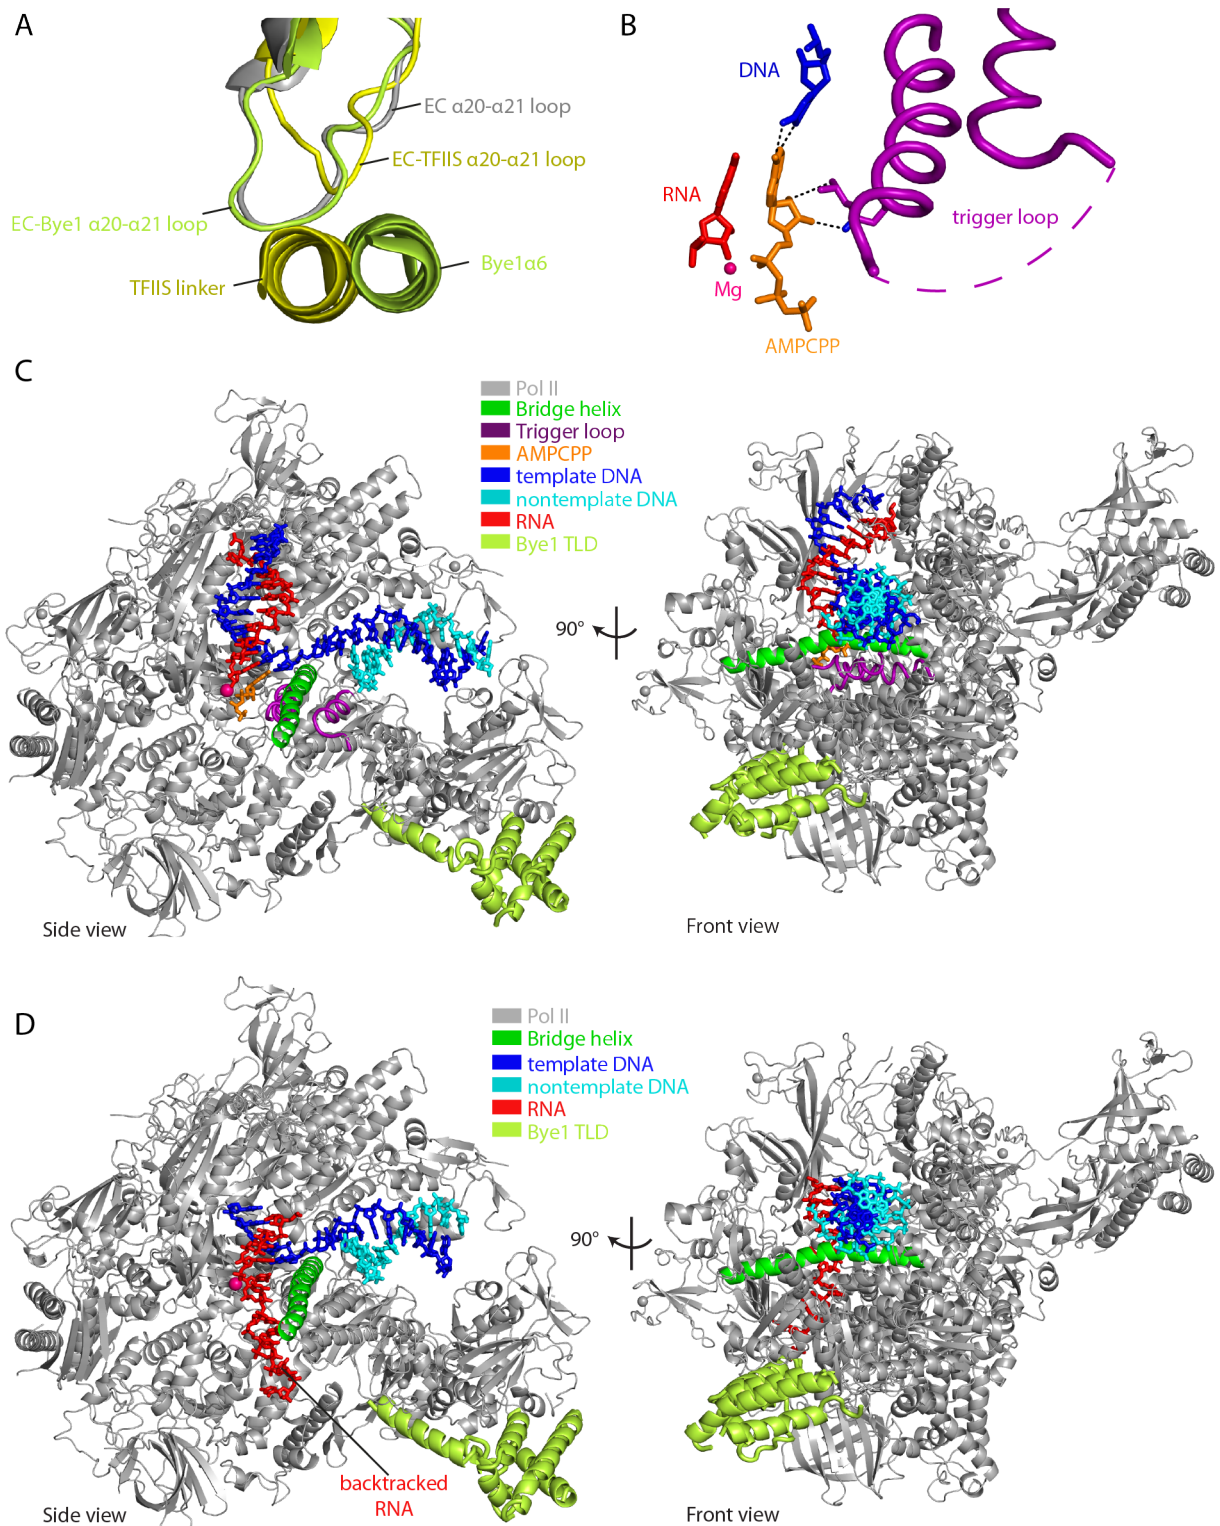 A
EC α20-α21 loop
EC-TFIIS α20-α21 loop
EC-Bye1 α20-α21 loop
Bye1α6
TFIIS linker
B
DNA
RNA
trigger loop
Mg
AMPCPP
C
Pol II
Bridge helix
Trigger loop
AMPCPP
template DNA
nontemplate DNA
RNA
Bye1 TLD
90°
Side view
Front view
D
Pol II
Bridge helix
template DNA
nontemplate DNA
RNA
Bye1 TLD
90°
backtracked
RNA
Side view
Front view